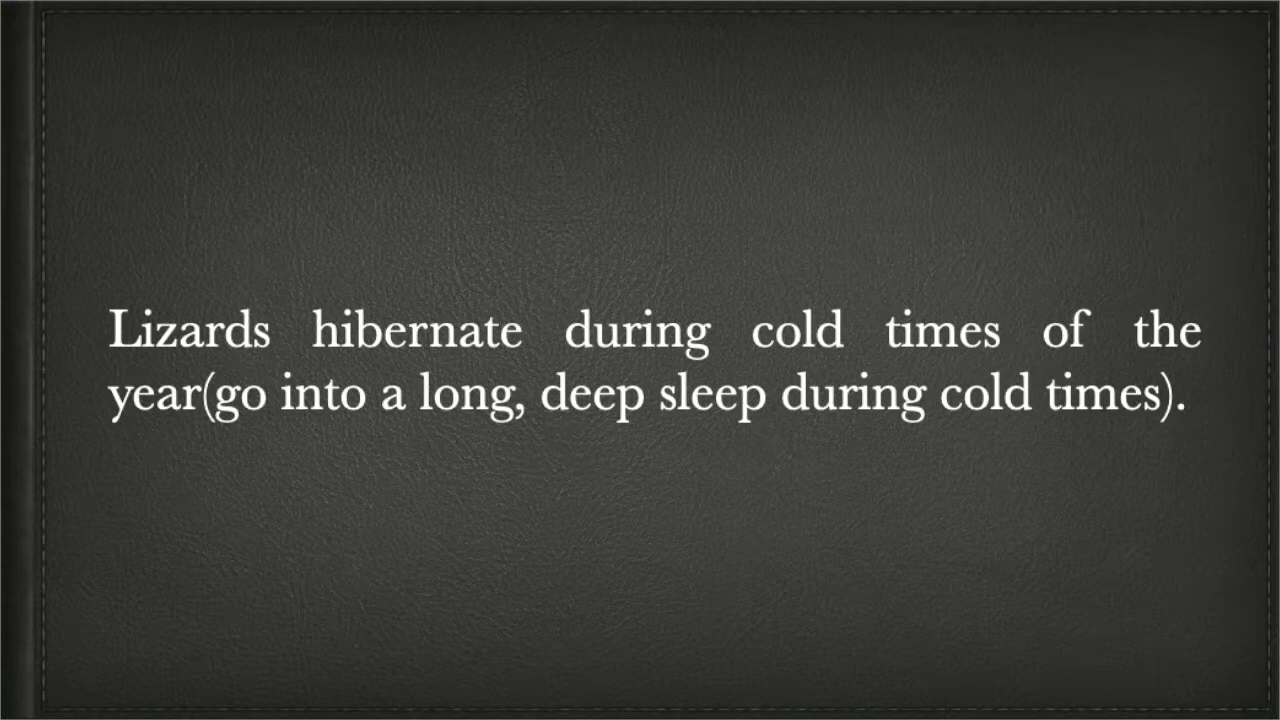 Lizards hibernate during cold times of the
year(go into a long, deep sleep during cold times).